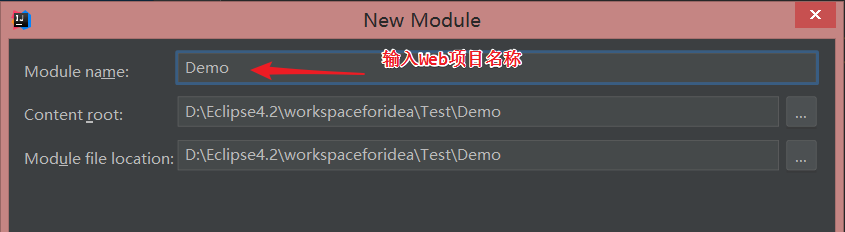 New Module
输入Web项目名称
Module name: Demo
Content root: D:\Eclipse4.2\workspaceforidea\Test\Demo ...
Module file location: D:\Eclipse4.2\workspaceforidea\Test\Demo ...